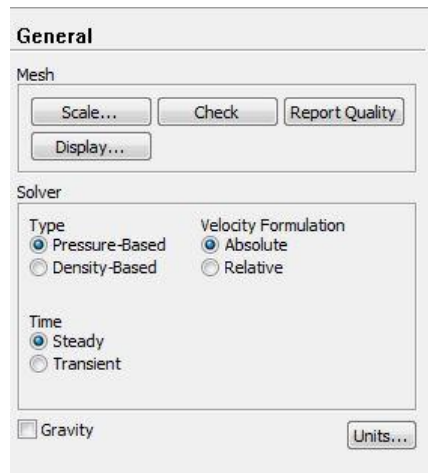 General
Mesh
Scale... Check Report Quality
Display...
Solver
Type Velocity Formulation
Pressure-Based Absolute
Density-Based Relative
Time
Steady
Transient
Gravity Units...